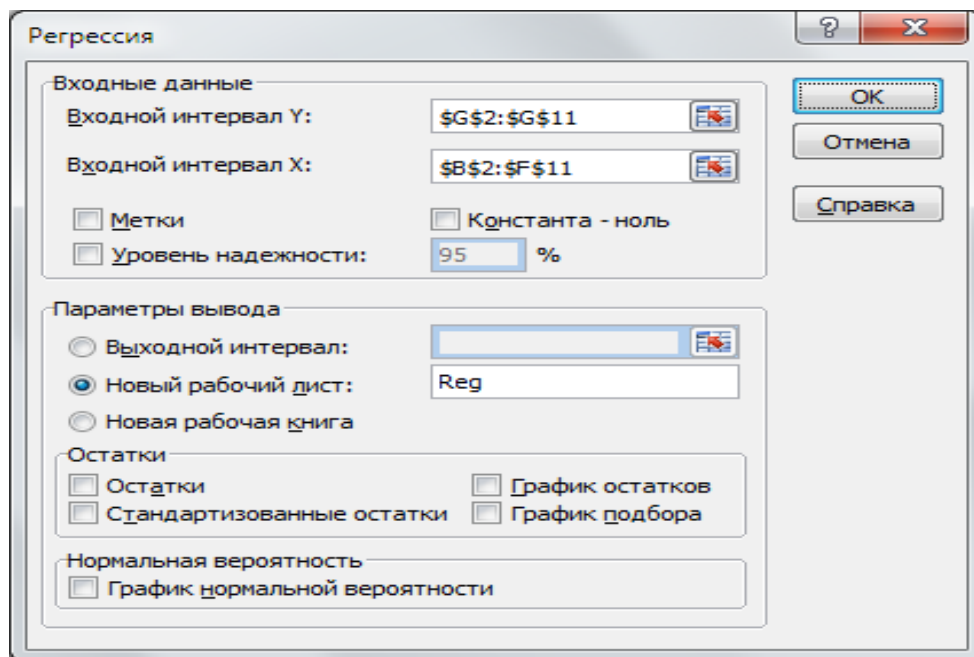 Регрессия
Входные данные
Входной интервал Y: $G$2:$G$11
Входной интервал X: $B$2:$F$11
Метки Константа - ноль
Уровень надежности: 95 %
OK
Отмена
Справка
Параметры вывода
Выходной интервал:
Новый рабочий лист: Reg
Новая рабочая книга
Остатки
Остатки График остатков
Стандартизованные остатки График подбора
Нормальная вероятность
График нормальной вероятности